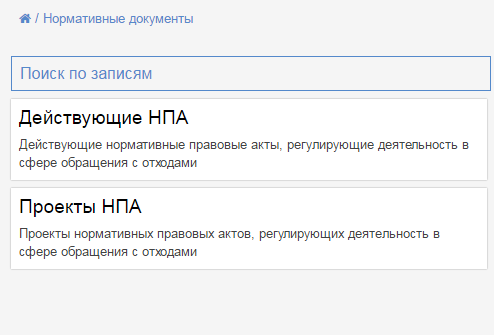 / Нормативные документы
Поиск по записям
Действующие НПА
Действующие нормативные правовые акты, регулирующие деятельность в
сфере обращения с отходами
Проекты НПА
Проекты нормативных правовых актов, регулирующих деятельность в
сфере обращения с отходами